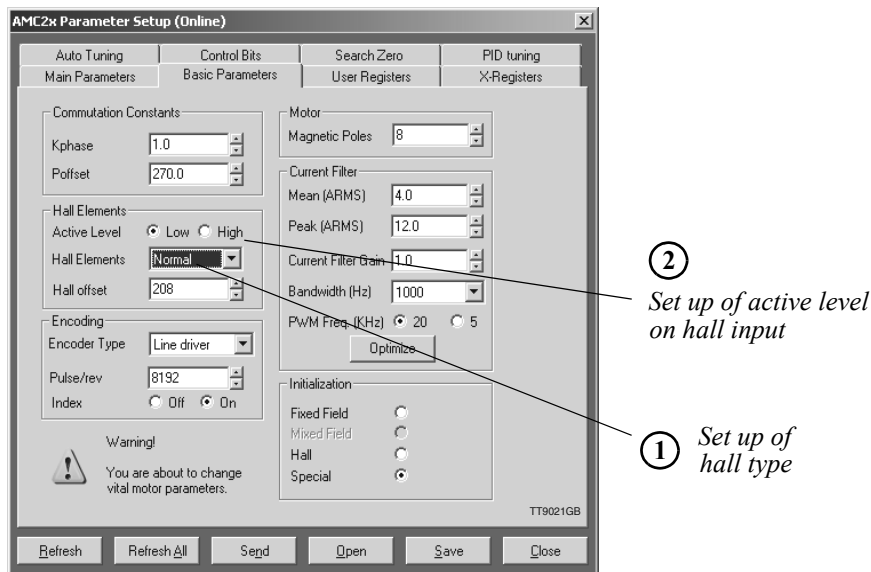 AMC2x Parameter Setup (Online)
Auto Tuning
Control Bits
Search Zero
PID tuning
Main Parameters
Basic Parameters
User Registers
X-Registers
Commutation Constants
Kphase 1.0
Poffset 270.0
Hall Elements
Active Level Low High
Hall Elements Normal
Hall offset 208
Encoding
Encoder Type Line driver
Pulse/rev 8192
Index Off On
Warning!
You are about to change
vital motor parameters.
Motor
Magnetic Poles 8
Current Filter
Mean (ARMS) 4.0
Peak (ARMS) 12.0
Current Filter Gain 1.0
Bandwidth (Hz) 1000
PWM Freq. (KHz) 20 5
Optimize
Initialization
Fixed Field
Mixed Field
Hall
Special
TT9021GB
Refresh
Refresh All
Send
Open
Save
Close
2
Set up of active level
on hall input
1
Set up of
hall type